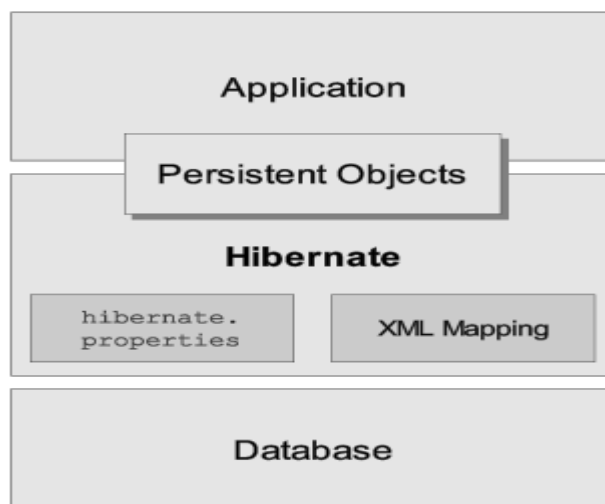 Application
Persistent Objects
Hibernate
hibernate.
properties
XML Mapping
Database